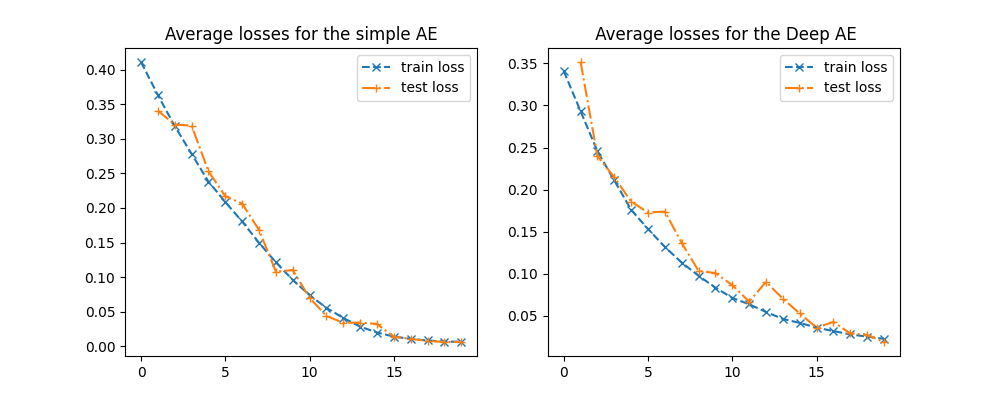 Average losses for the simple AE
train loss
test loss
0.40
0.35
0.30
0.25
0.20
0.15
0.10
0.05
0.00
0 5 10 15
Average losses for the Deep AE
train loss
test loss
0.35
0.30
0.25
0.20
0.15
0.10
0.05
0 5 10 15